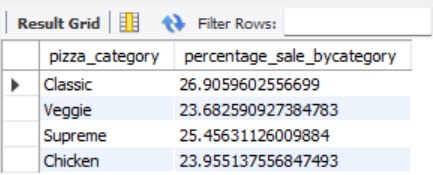 Result Grid Filter Rows:
pizza_category percentage_sale_bycategory
Classic 26.9059602556699
Veggie 23.682590927384783
Supreme 25.45631126009884
Chicken 23.955137556847493